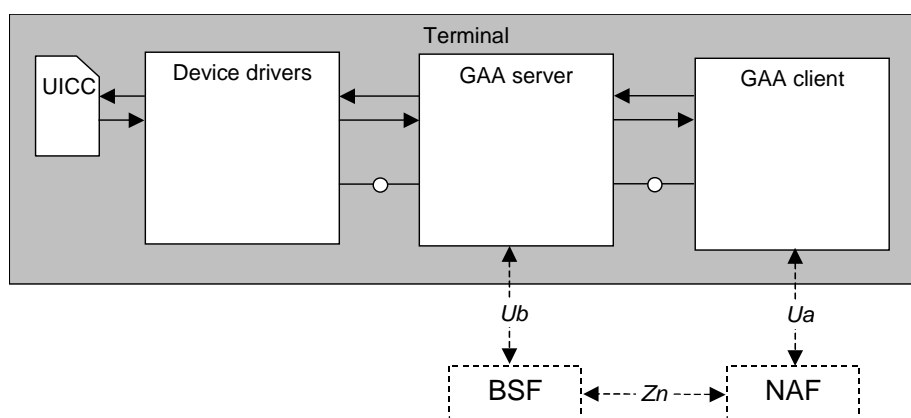 Terminal
UICC
Device drivers
GAA server
GAA client
Ub
Ua
BSF
Zn
NAF